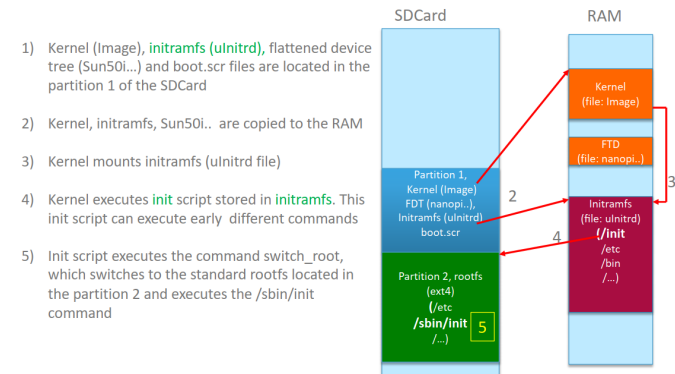 SDCard
RAM
1) Kernel (Image), initramfs (uInitrd), flattened device
tree (Sun50i...) and boot.scr files are located in the
partition 1 of the SDCard
2) Kernel, initramfs, Sun50i.. are copied to the RAM
3) Kernel mounts initramfs (uInitrd file)
4) Kernel executes init script stored in initramfs. This
init script can execute early different commands
5) Init script executes the command switch_root,
which switches to the standard rootfs located in
the partition 2 and executes the /sbin/init
command
Partition 1,
Kernel (Image)
FDT (nanopi..),
Initramfs (uInitrd)
boot.scr
Partition 2, rootfs
(ext4)
(/etc
/sbin/init
/...)
5
2
4
3
Kernel
(file: Image)
FTD
(file: nanopi..)
Initramfs
(file: uInitrd)
(/init
/etc
/bin
/...)